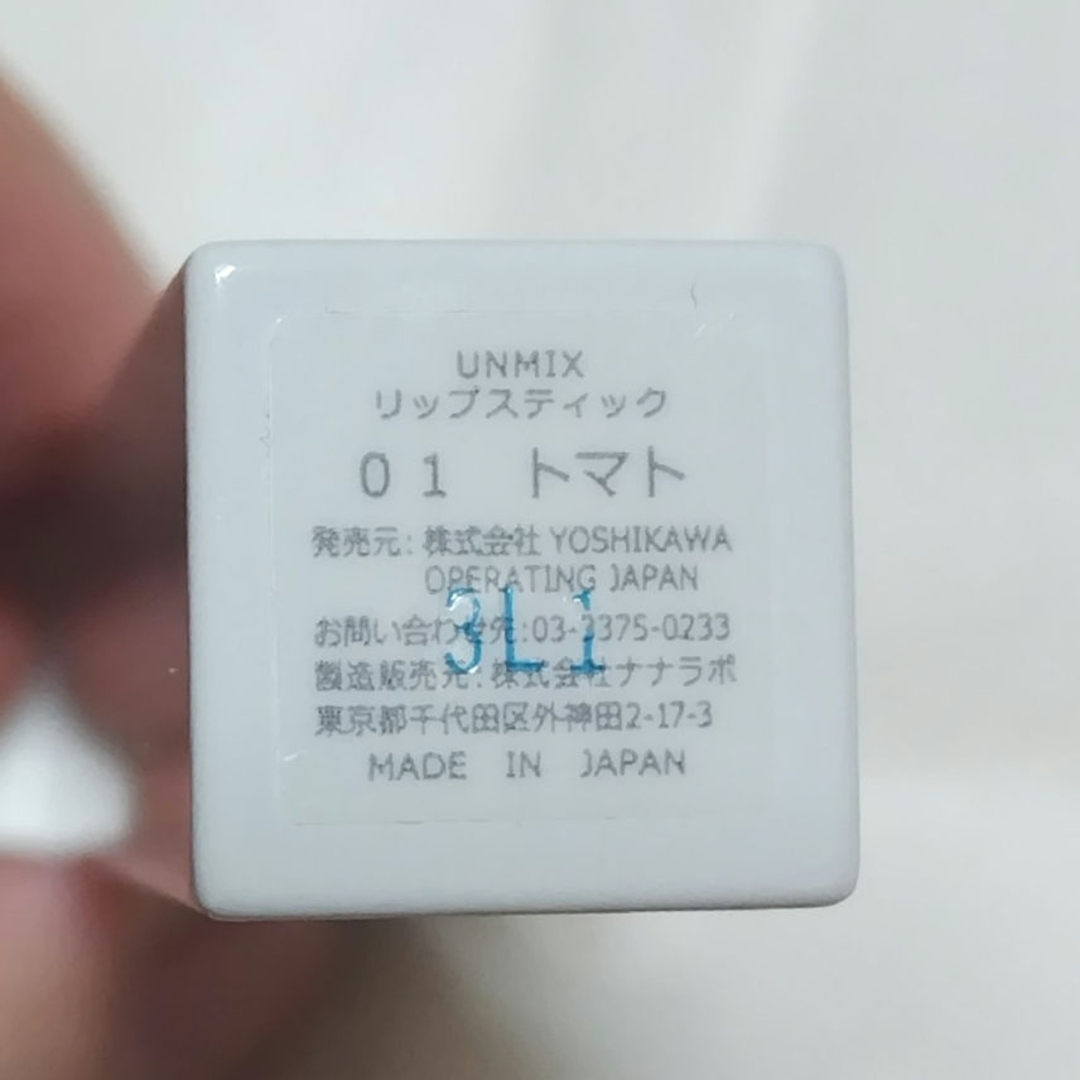 UNMIX
リップスティック
01 トマト
発売元: 株式会社 YOSHIKAWA
OPERATING JAPAN
3L1
お問い合わせ先:03-3375-0233
製造販売元: 株式会社ナナラボ
東京都千代田区外神田2-17-3
MADE IN JAPAN